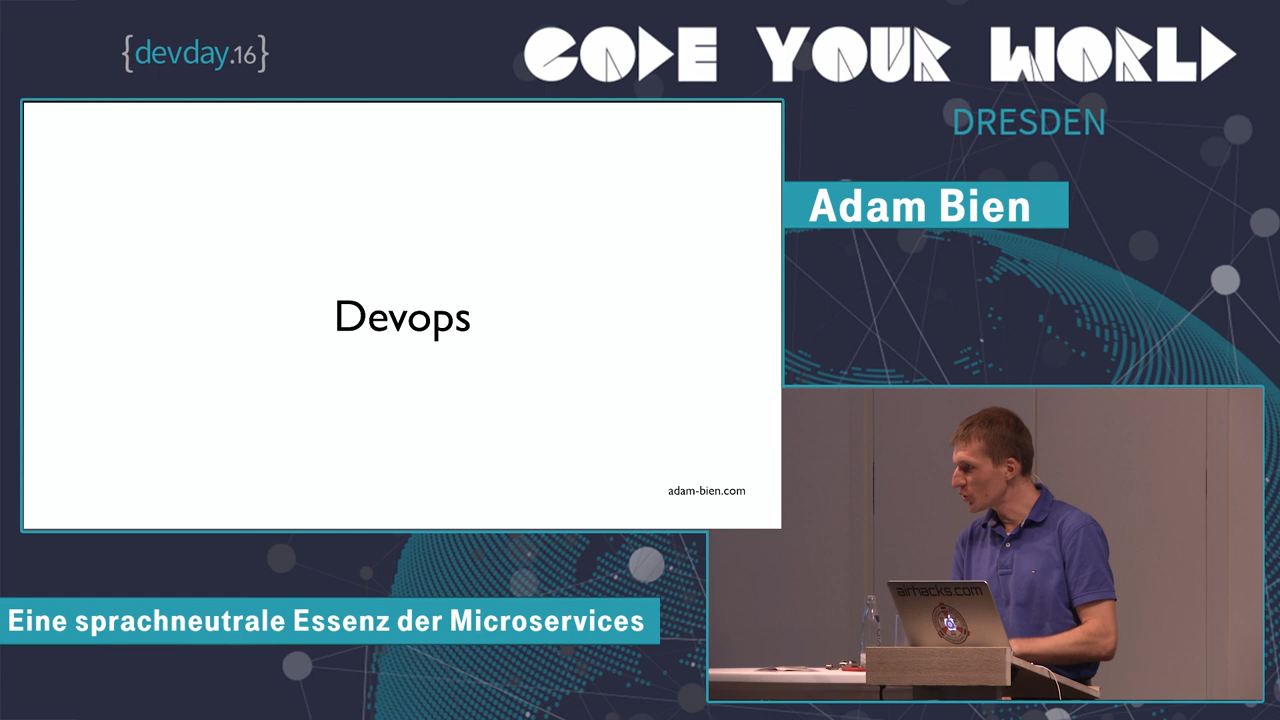 {devday.16}
CODE YOUR WORLD
DRESDEN
Adam Bien
Devops
adam-bien.com
airhacks.com
Eine sprachneutrale Essenz der Microservices